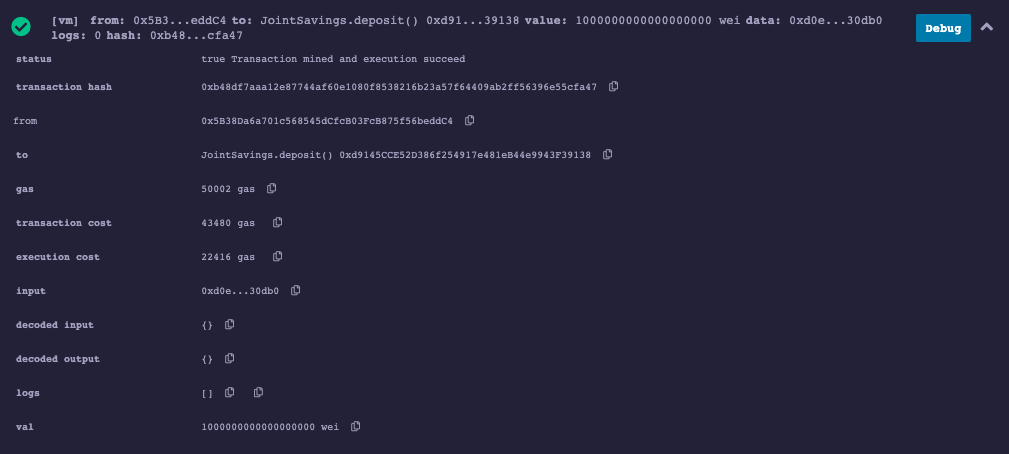 [vm] from: 0x5B3...eddC4 to: JointSavings.deposit() 0xd91...39138 value: 1000000000000000000 wei data: 0xd0e...30db0
logs: 0 hash: 0xb48...cfa47
Debug
status true Transaction mined and execution succeed
transaction hash 0xb48df7aaa12e87744af60e1080f8538216b23a57f64409ab2ff56396e55cfa47
from 0x5B38Da6a701c568545dCfcB03FcB875f56beddC4
to JointSavings.deposit() 0xd9145CCE52D386f254917e481eB44e9943F39138
gas 50002 gas
transaction cost 43480 gas
execution cost 22416 gas
input 0xd0e...30db0
decoded input {}
decoded output {}
logs []
val 1000000000000000000 wei